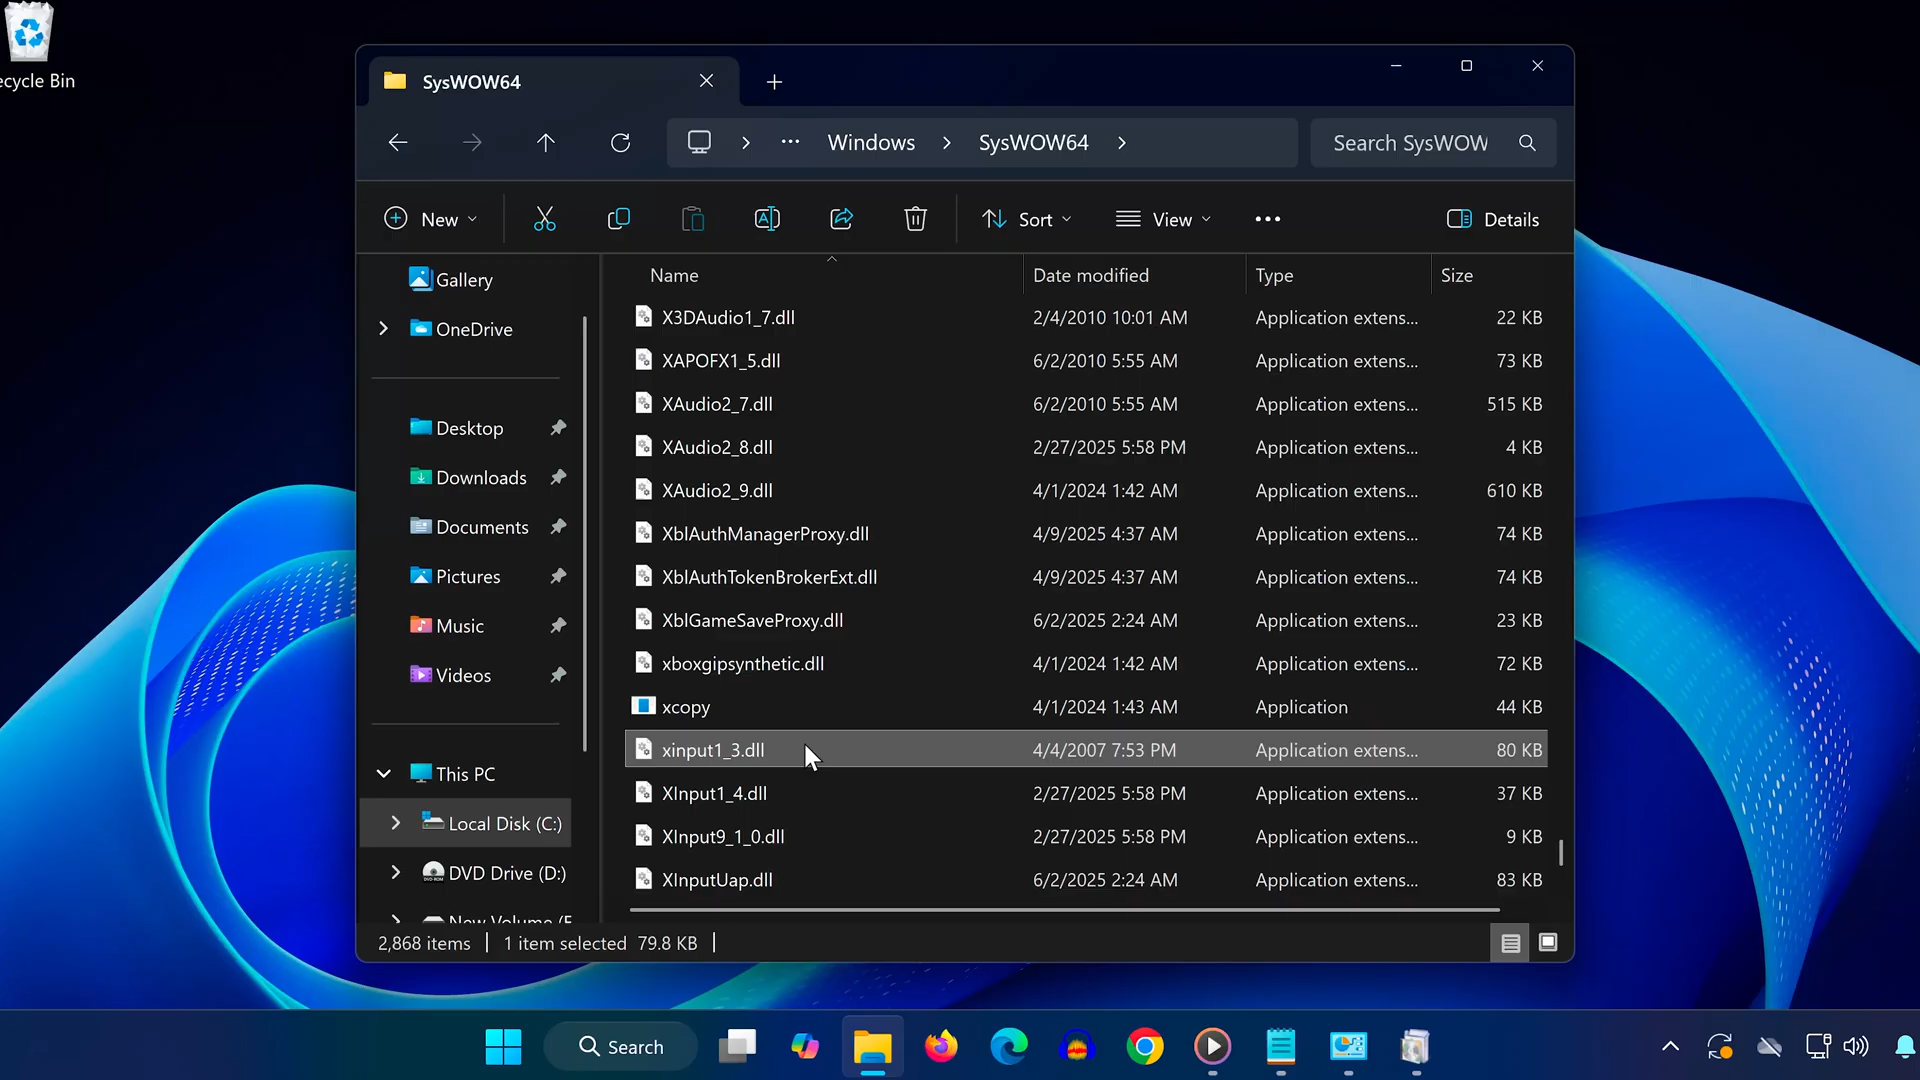 ecycle Bin
SysWOW64
Windows
SysWOW64
Search SysWOW
New
Sort
View
Details
Gallery
OneDrive
Desktop
Downloads
Documents
Pictures
Music
Videos
This PC
Local Disk (C:)
DVD Drive (D:)
New Volume (E
Name Date modified Type Size
X3DAudio1_7.dll 2/4/2010 10:01 AM Application extens... 22 KB
XAPOFX1_5.dll 6/2/2010 5:55 AM Application extens... 73 KB
XAudio2_7.dll 6/2/2010 5:55 AM Application extens... 515 KB
XAudio2_8.dll 2/27/2025 5:58 PM Application extens... 4 KB
XAudio2_9.dll 4/1/2024 1:42 AM Application extens... 610 KB
XblAuthManagerProxy.dll 4/9/2025 4:37 AM Application extens... 74 KB
XblAuthTokenBrokerExt.dll 4/9/2025 4:37 AM Application extens... 74 KB
XblGameSaveProxy.dll 6/2/2025 2:24 AM Application extens... 23 KB
xboxgipsynthetic.dll 4/1/2024 1:42 AM Application extens... 72 KB
xcopy 4/1/2024 1:43 AM Application 44 KB
xinput1_3.dll 4/4/2007 7:53 PM Application extens... 80 KB
XInput1_4.dll 2/27/2025 5:58 PM Application extens... 37 KB
XInput9_1_0.dll 2/27/2025 5:58 PM Application extens... 9 KB
XInputUap.dll 6/2/2025 2:24 AM Application extens... 83 KB
2,868 items 1 item selected 79.8 KB
Search